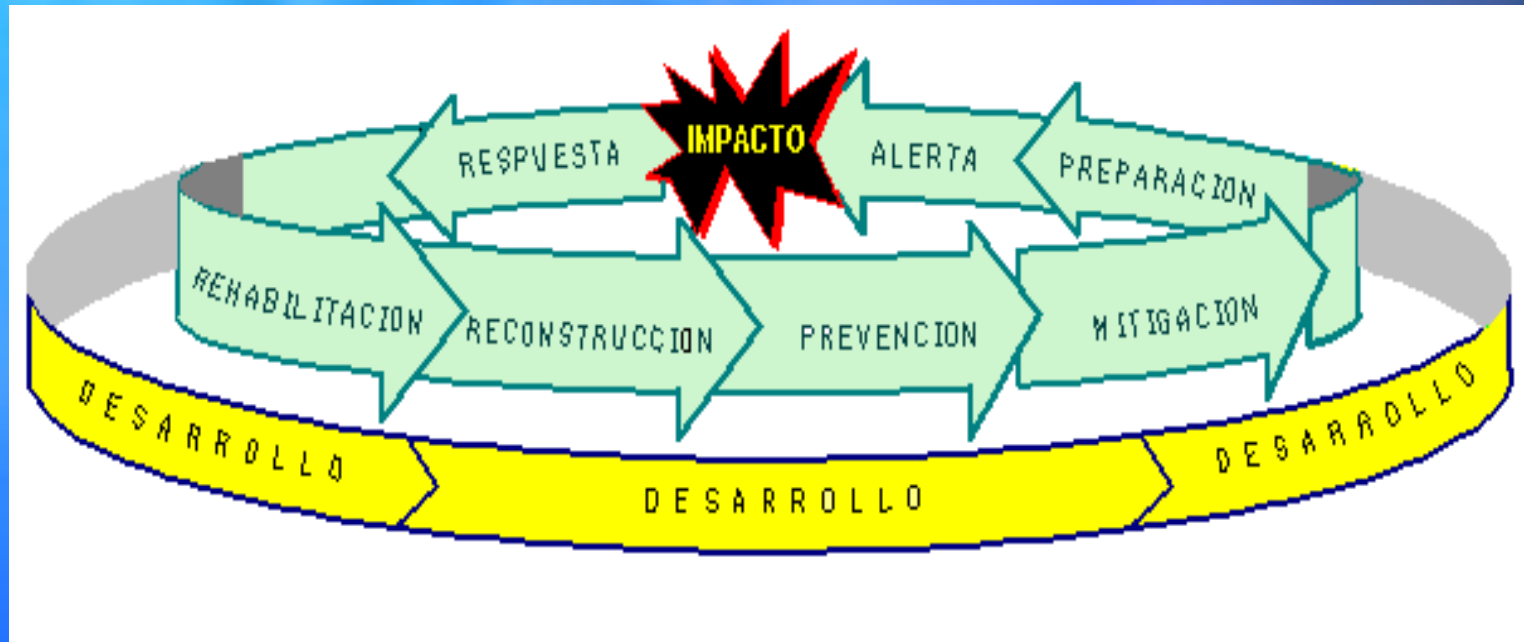 IMPACTO
RESPUESTA
ALERTA
PREPARACION
REHABILITACION
RECONSTRUCCION
PREVENCION
MITIGACION
DESARROLLO
DESARROLLO
DESARROLLO